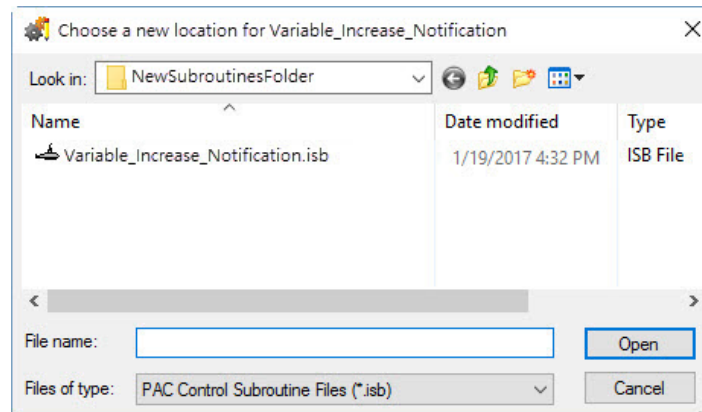 Choose a new location for Variable_Increase_Notification
Look in: NewSubroutinesFolder
Name Date modified Type
Variable_Increase_Notification.isb 1/19/2017 4:32 PM ISB File
File name: Open
Files of type: PAC Control Subroutine Files (*.isb) Cancel